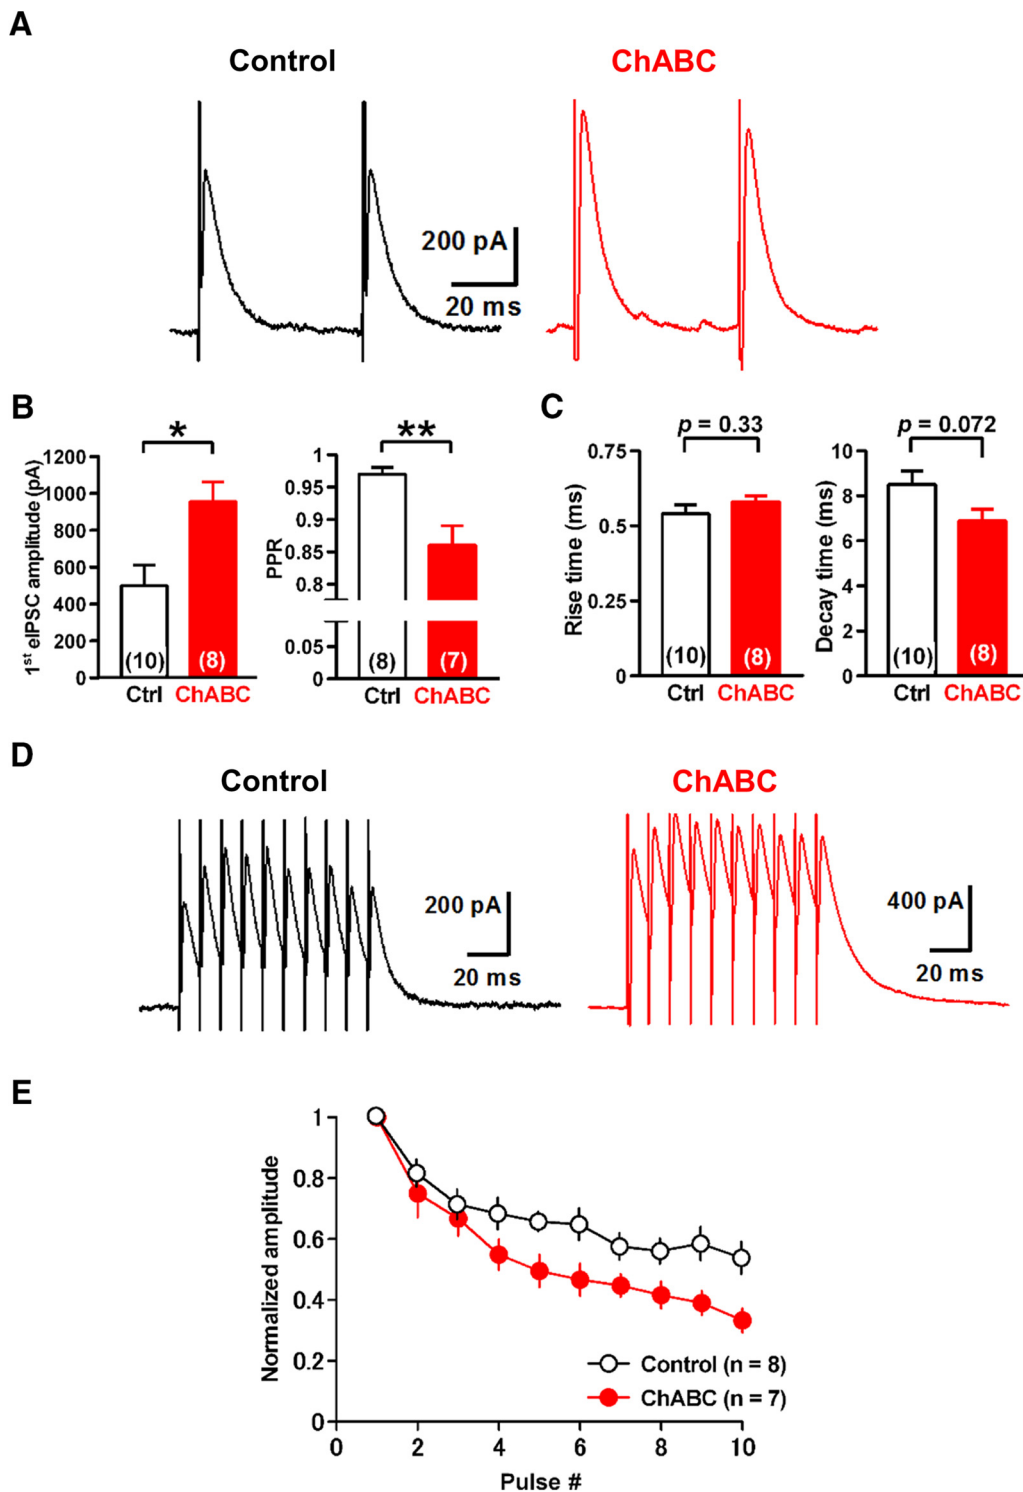 A
Control
ChABC
200 pA
20 ms
B
*
**
1st eIPSC amplitude (pA)
1200
1000
800
600
400
200
0
(10)
(8)
Ctrl
ChABC
PPR
1
0.95
0.9
0.85
0.8
0.05
0
(8)
(7)
Ctrl
ChABC
C
p = 0.33
Rise time (ms)
0.75
0.5
0.25
0
(10)
(8)
Ctrl
ChABC
p = 0.072
Decay time (ms)
10
8
6
4
2
0
(10)
(8)
Ctrl
ChABC
D
Control
ChABC
200 pA
20 ms
400 pA
20 ms
E
Normalized amplitude
1
0.8
0.6
0.4
0.2
0
Control (n = 8)
ChABC (n = 7)
0
2
4
6
8
10
Pulse #